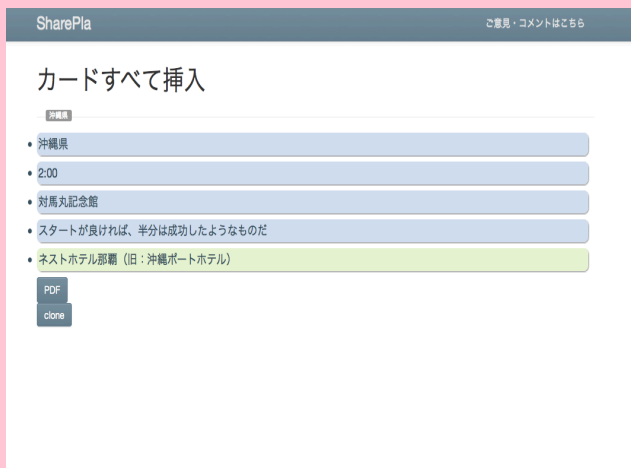 SharePla
ご意見・コメントはこちら
カードすべて挿入
沖縄県
沖縄県
2:00
対馬丸記念館
スタートが良ければ、半分は成功したようなものだ
ネストホテル那覇（旧：沖縄ポートホテル）
PDF
clone